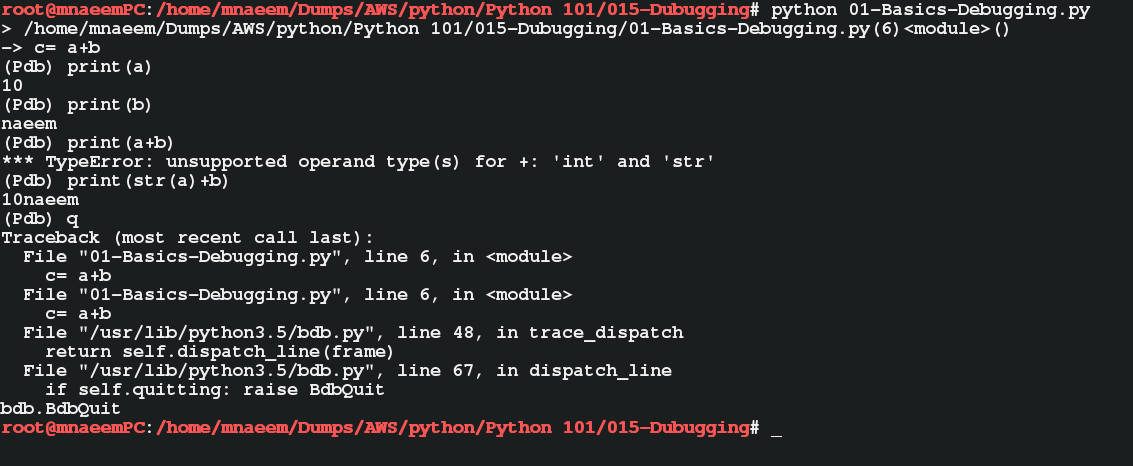 root@mnaeemPC:/home/mnaeem/Dumps/AWS/python/Python 101/015-Dubugging# python 01-Basics-Debugging.py
> /home/mnaeem/Dumps/AWS/python/Python 101/015-Dubugging/01-Basics-Debugging.py(6)<module>()
-> c= a+b
(Pdb) print(a)
10
(Pdb) print(b)
naeem
(Pdb) print(a+b)
*** TypeError: unsupported operand type(s) for +: 'int' and 'str'
(Pdb) print(str(a)+b)
10naeem
(Pdb) q
Traceback (most recent call last):
  File "01-Basics-Debugging.py", line 6, in <module>
    c= a+b
  File "01-Basics-Debugging.py", line 6, in <module>
    c= a+b
  File "/usr/lib/python3.5/bdb.py", line 48, in trace_dispatch
    return self.dispatch_line(frame)
  File "/usr/lib/python3.5/bdb.py", line 67, in dispatch_line
    if self.quitting: raise BdbQuit
bdb.BdbQuit
root@mnaeemPC:/home/mnaeem/Dumps/AWS/python/Python 101/015-Dubugging# _